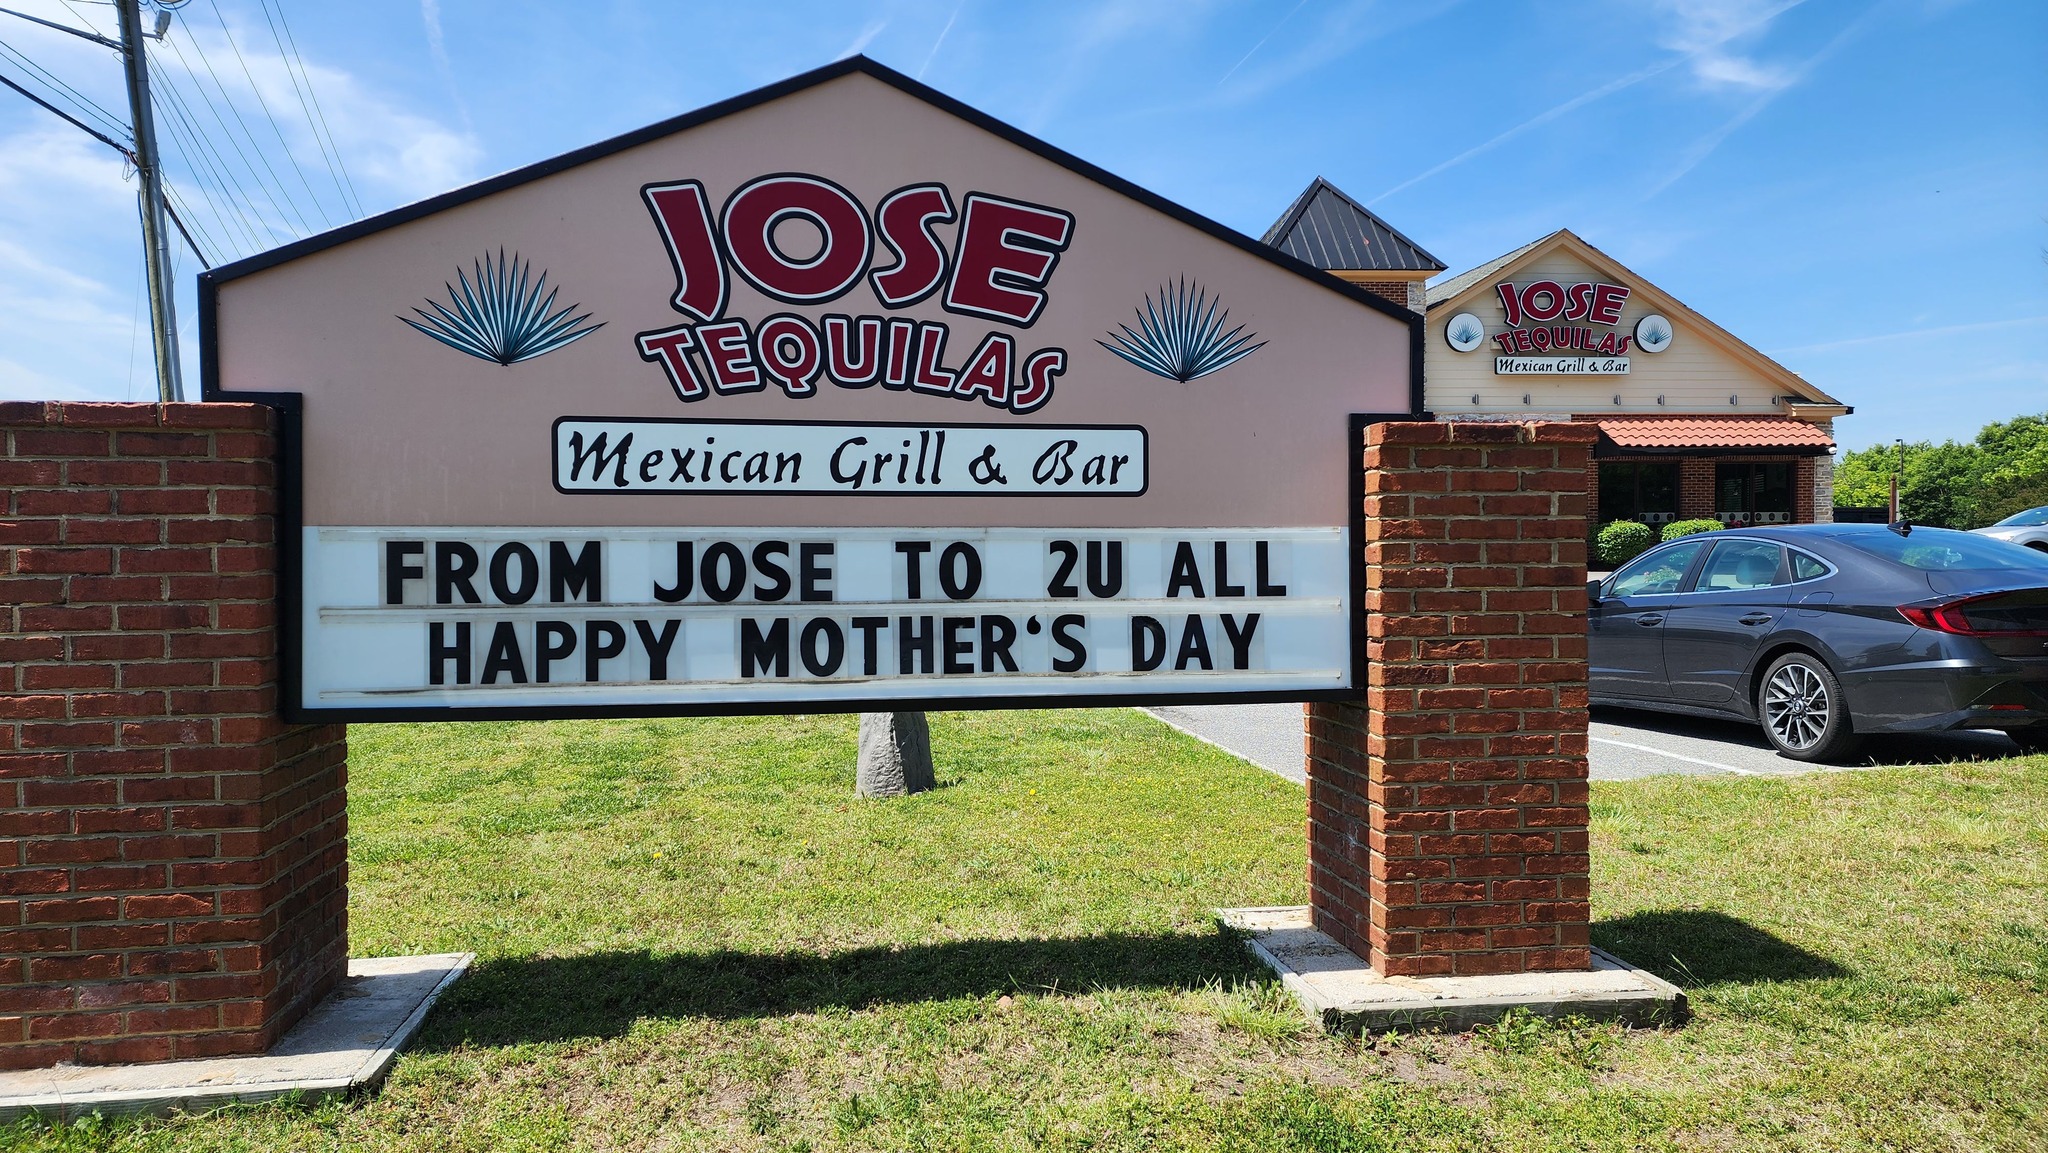 JOSE
TEQUILAS
Mexican Grill & Bar
FROM JOSE TO 2U ALL
HAPPY MOTHER'S DAY
JOSE
TEQUILAS
Mexican Grill & Bar